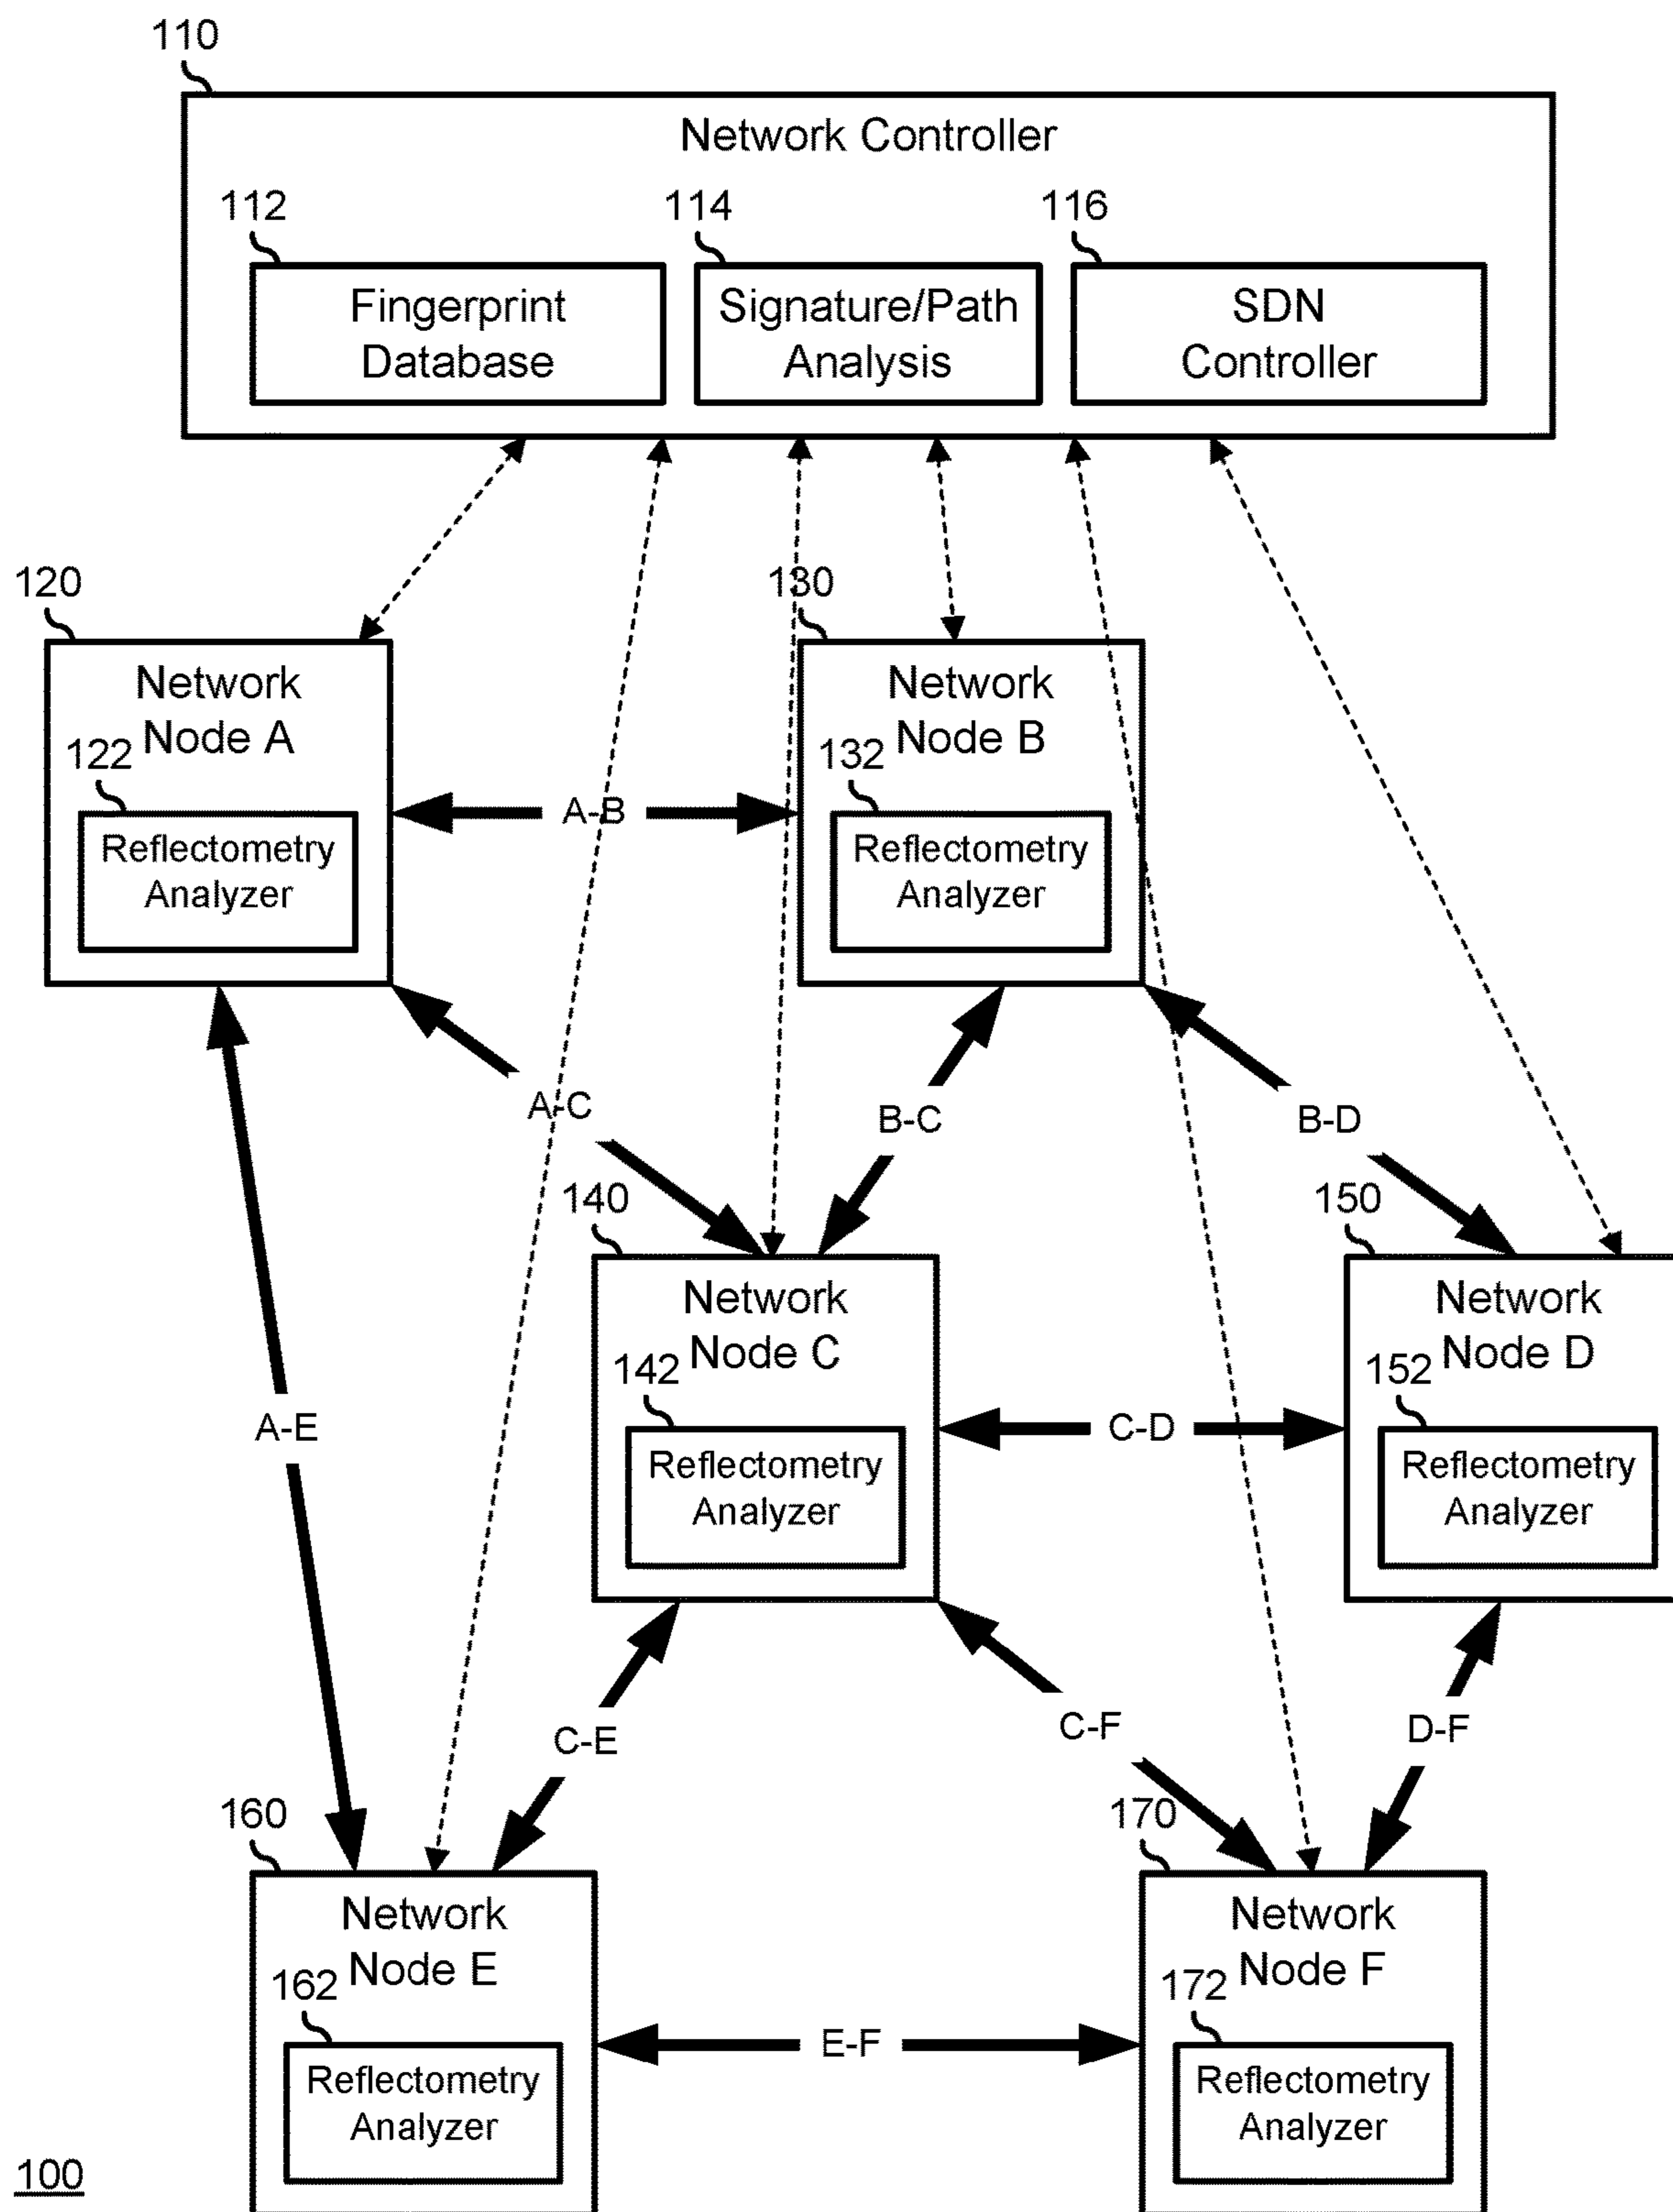 110
Network Controller
112
114
116
Fingerprint
Database
Signature/Path
Analysis
SDN
Controller
120
130
Network
Node A
122
Reflectometry
Analyzer
A-B
Network
Node B
132
Reflectometry
Analyzer
A-C
B-C
B-D
140
150
Network
Node C
142
Reflectometry
Analyzer
A-E
C-D
Network
Node D
152
Reflectometry
Analyzer
C-E
C-F
D-F
160
170
Network
Node E
162
Reflectometry
Analyzer
E-F
Network
Node F
172
Reflectometry
Analyzer
100